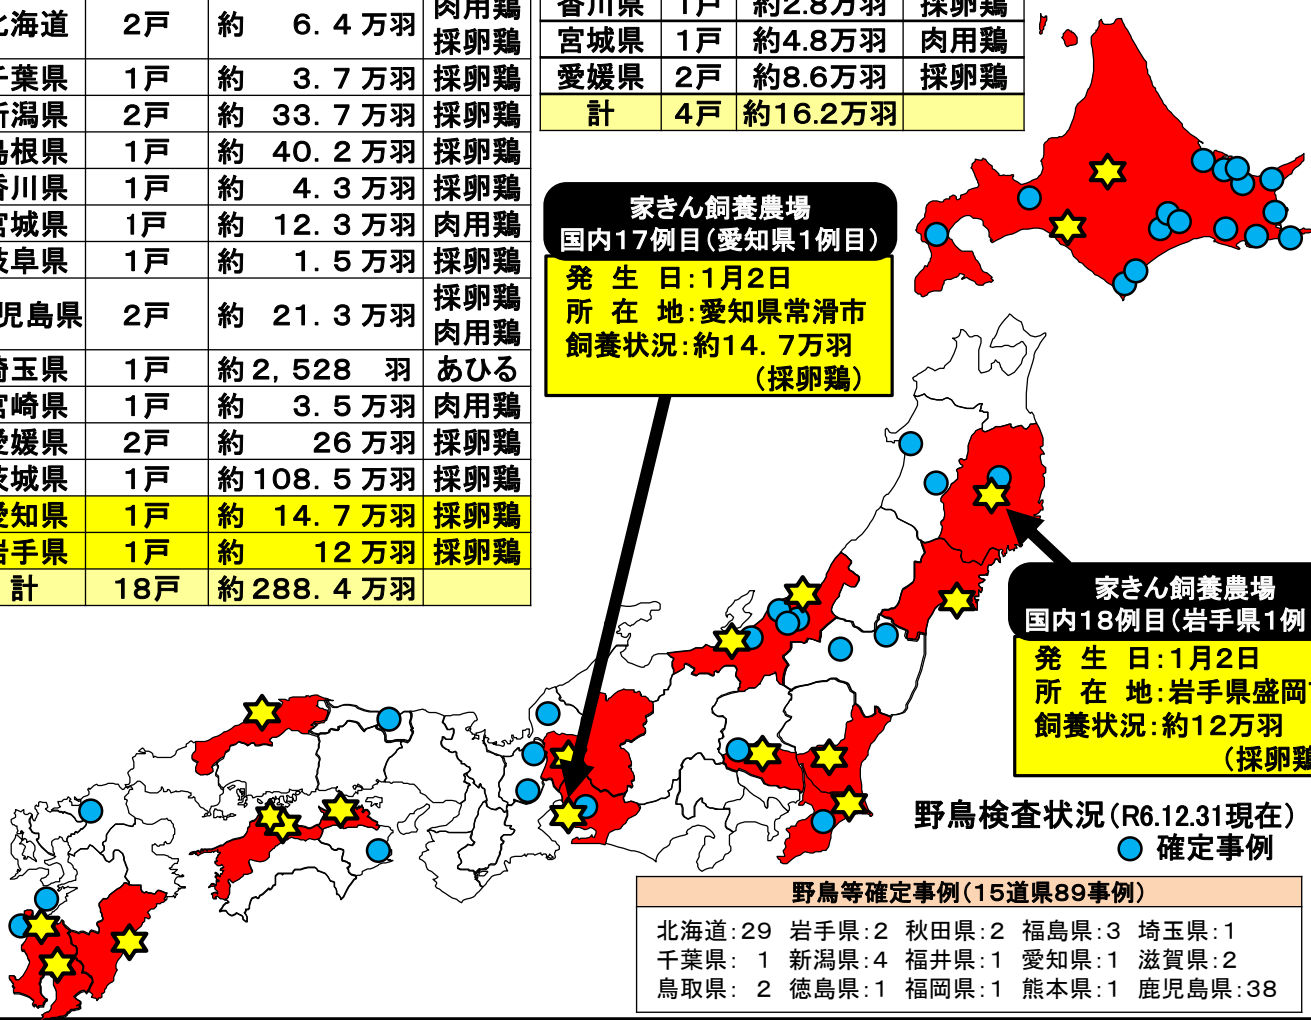 肉用鶏
海道 2戸 約 6.4万羽
採卵鶏
葉県 1戸 約 3.7万羽 採卵鶏
潟県 2戸 約 33.7万羽 採卵鶏
根県 1戸 約 40.2万羽 採卵鶏
川県 1戸 約 4.3万羽 採卵鶏
城県 1戸 約 12.3万羽 肉用鶏
阜県 1戸 約 1.5万羽 採卵鶏
採卵鶏
児島県 2戸 約 21.3万羽
肉用鶏
玉県 1戸 約2,528 羽 あひる
崎県 1戸 約 3.5万羽 肉用鶏
媛県 2戸 約 26万羽 採卵鶏
城県 1戸 約108.5万羽 採卵鶏
知県 1戸 約 14.7万羽 採卵鶏
手県 1戸 約 12万羽 採卵鶏
計 18戸 約288.4万羽
香川県 1戸 約2.8万羽 採卵鶏
宮城県 1戸 約4.8万羽 肉用鶏
愛媛県 2戸 約8.6万羽 採卵鶏
計 4戸 約16.2万羽
家きん飼養農場
国内17例目(愛知県1例目)
発生日:1月2日
所在地:愛知県常滑市
飼養状況:約14.7万羽
(採卵鶏)
家きん飼養農場
国内18例目(岩手県1例
発生日:1月2日
所在地:岩手県盛岡
飼養状況:約12万羽
(採卵鶏
野鳥検査状況(R6.12.31現在)
確定事例
野鳥等確定事例(15道県89事例)
北海道:29 岩手県:2 秋田県:2 福島県:3 埼玉県:1
千葉県: 1 新潟県:4 福井県:1 愛知県:1 滋賀県:2
鳥取県: 2 徳島県:1 福岡県:1 熊本県:1 鹿児島県:38